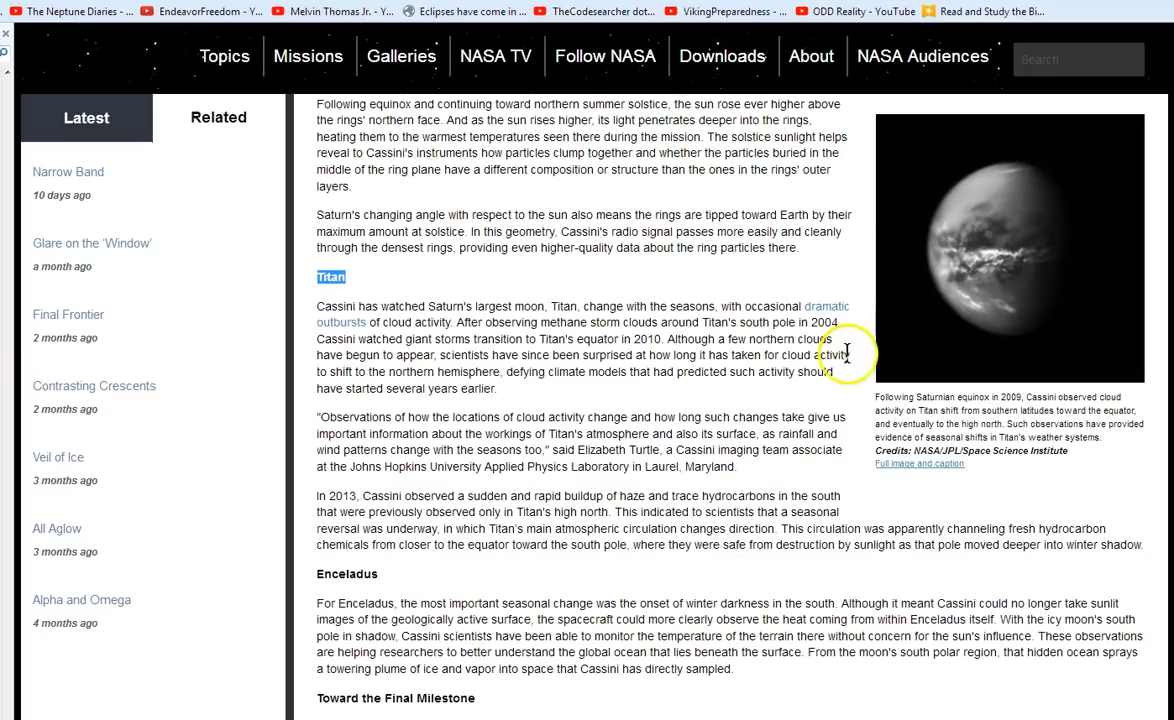 The Neptune Diaries - ...
EndeavorFreedom - Y...
Melvin Thomas Jr. - Y...
Eclipses have come in ...
TheCodesearcher dot...
VikingPreparedness - ...
ODD Reality - YouTube
Read and Study the Bi...
Topics
Missions
Galleries
NASA TV
Follow NASA
Downloads
About
NASA Audiences
Search
Latest
Related
Narrow Band
10 days ago
Glare on the 'Window'
a month ago
Final Frontier
2 months ago
Contrasting Crescents
2 months ago
Veil of Ice
3 months ago
All Aglow
3 months ago
Alpha and Omega
4 months ago
Following equinox and continuing toward northern summer solstice, the sun rose ever higher above
the rings' northern face. And as the sun rises higher, its light penetrates deeper into the rings,
heating them to the warmest temperatures seen there during the mission. The solstice sunlight helps
reveal to Cassini's instruments how particles clump together and whether the particles buried in the
middle of the ring plane have a different composition or structure than the ones in the rings' outer
layers.
Saturn's changing angle with respect to the sun also means the rings are tipped toward Earth by their
maximum amount at solstice. In this geometry, Cassini's radio signal passes more easily and cleanly
through the densest rings, providing even higher-quality data about the ring particles there.
Titan
Cassini has watched Saturn's largest moon, Titan, change with the seasons, with occasional dramatic
outbursts of cloud activity. After observing methane storm clouds around Titan's south pole in 2004,
Cassini watched giant storms transition to Titan's equator in 2010. Although a few northern clouds
have begun to appear, scientists have since been surprised at how long it has taken for cloud activity
to shift to the northern hemisphere, defying climate models that had predicted such activity should
have started several years earlier.
"Observations of how the locations of cloud activity change and how long such changes take give us
important information about the workings of Titan's atmosphere and also its surface, as rainfall and
wind patterns change with the seasons too," said Elizabeth Turtle, a Cassini imaging team associate
at the Johns Hopkins University Applied Physics Laboratory in Laurel, Maryland.
In 2013, Cassini observed a sudden and rapid buildup of haze and trace hydrocarbons in the south
that were previously observed only in Titan's high north. This indicated to scientists that a seasonal
reversal was underway, in which Titan's main atmospheric circulation changes direction. This circulation was apparently channeling fresh hydrocarbon
chemicals from closer to the equator toward the south pole, where they were safe from destruction by sunlight as that pole moved deeper into winter shadow.
Enceladus
For Enceladus, the most important seasonal change was the onset of winter darkness in the south. Although it meant Cassini could no longer take sunlit
images of the geologically active surface, the spacecraft could more clearly observe the heat coming from within Enceladus itself. With the icy moon's south
pole in shadow, Cassini scientists have been able to monitor the temperature of the terrain there without concern for the sun's influence. These observations
are helping researchers to better understand the global ocean that lies beneath the surface. From the moon's south polar region, that hidden ocean sprays
a towering plume of ice and vapor into space that Cassini has directly sampled.
Toward the Final Milestone
Following Saturnian equinox in 2009, Cassini observed cloud
activity on Titan shift from southern latitudes toward the equator,
and eventually to the high north. Such observations have provided
evidence of seasonal shifts in Titan's weather systems.
Credits: NASA/JPL/Space Science Institute
Full image and caption